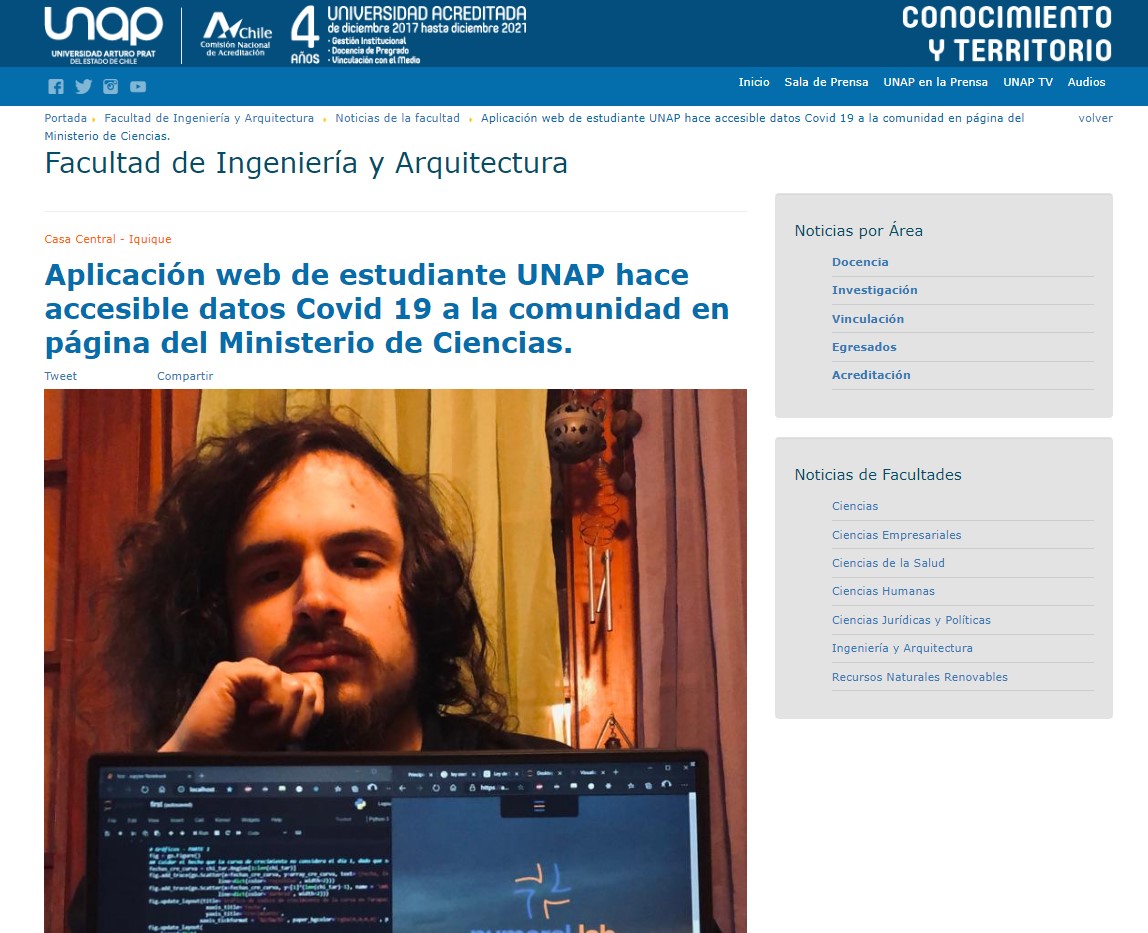 unap
UNIVERSIDAD ARTURO PRAT
DEL ESTADO DE CHILE
Chile
Comisión Nacional
de Acreditación
4
AÑOS
UNIVERSIDAD ACREDITADA
de diciembre 2017 hasta diciembre 2021
• Gestión Institucional
• Docencia de Pregrado
• Vinculación con el Medio
CONOCIMIENTO
Y TERRITORIO
Inicio Sala de Prensa UNAP en la Prensa UNAP TV Audios
Portada Facultad de Ingeniería y Arquitectura Noticias de la facultad Aplicación web de estudiante UNAP hace accesible datos Covid 19 a la comunidad en página del
Ministerio de Ciencias.
volver
Facultad de Ingeniería y Arquitectura
Casa Central - Iquique
Aplicación web de estudiante UNAP hace
accesible datos Covid 19 a la comunidad en
página del Ministerio de Ciencias.
Tweet Compartir
localhost
first (autosaved)
fig = go.Figure()
Noticias por Área
Docencia
Investigación
Vinculación
Egresados
Acreditación
Noticias de Facultades
Ciencias
Ciencias Empresariales
Ciencias de la Salud
Ciencias Humanas
Ciencias Jurídicas y Políticas
Ingeniería y Arquitectura
Recursos Naturales Renovables